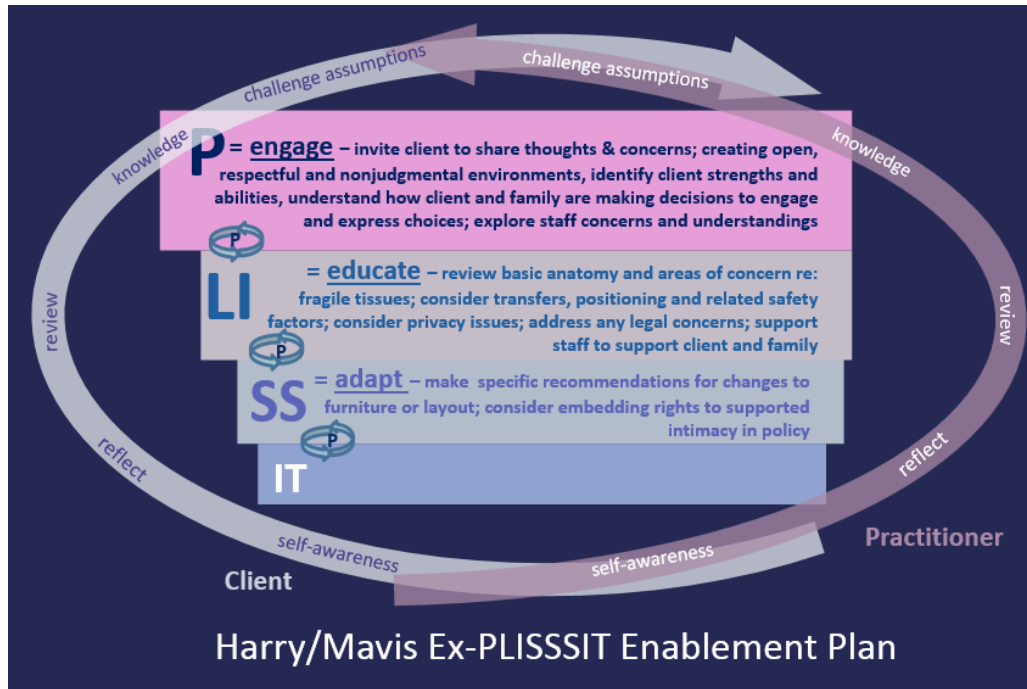 challenge assumptions
challenge assumptions
knowledge
knowledge
P = engage – invite client to share thoughts & concerns; creating open,
respectful and nonjudgmental environments, identify client strengths and
abilities, understand how client and family are making decisions to engage
and express choices; explore staff concerns and understandings
P
LI = educate – review basic anatomy and areas of concern re:
fragile tissues; consider transfers, positioning and related safety
factors; consider privacy issues; address any legal concerns; support
staff to support client and family
review
review
P
SS = adapt – make specific recommendations for changes to
furniture or layout; consider embedding rights to supported
intimacy in policy
P
IT
reflect
reflect
self-awareness
self-awareness
Practitioner
Client
Harry/Mavis Ex-PLISSSIT Enablement Plan